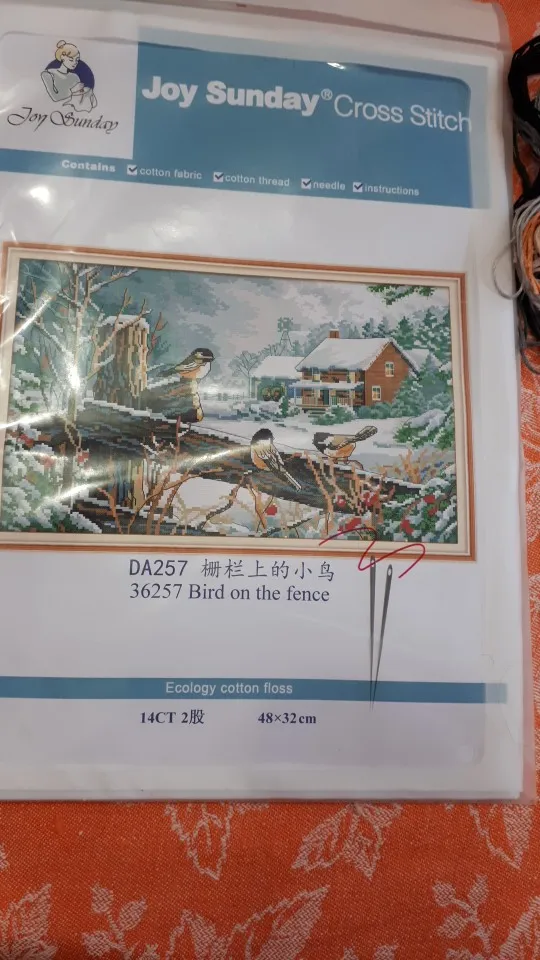 Joy Sunday
Joy Sunday® Cross Stitch
Contains cotton fabric cotton thread needle instructions
DA257 栅栏上的小鸟
36257 Bird on the fence
Ecology cotton floss
14CT 2股 48×32cm